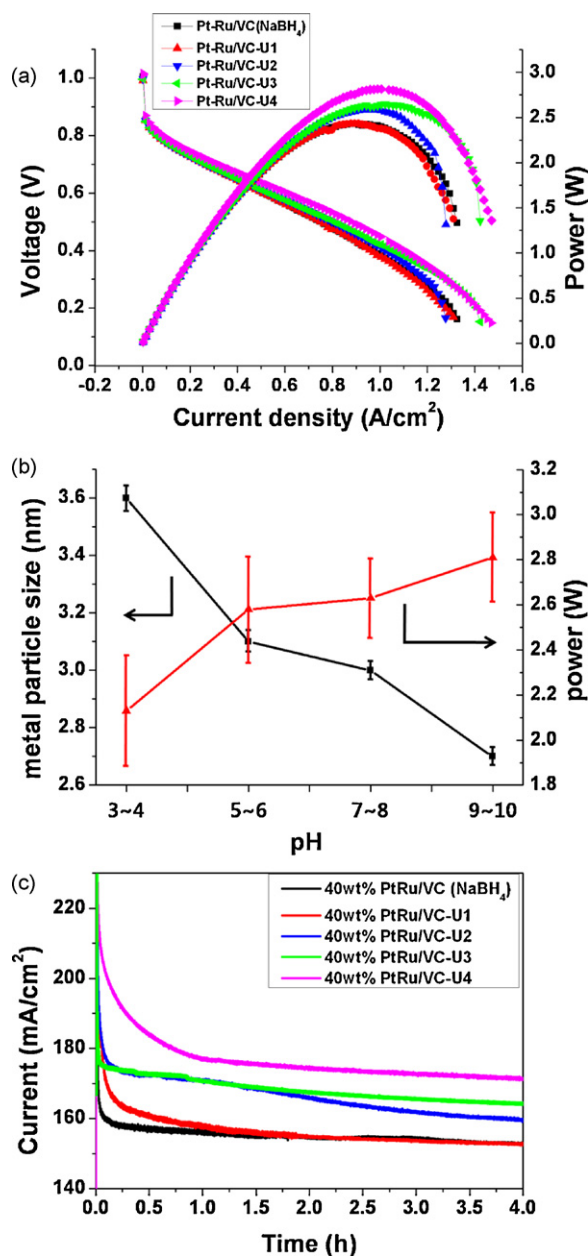 (a)
Pt-Ru/VC(NaBH4)
Pt-Ru/VC-U1
Pt-Ru/VC-U2
Pt-Ru/VC-U3
Pt-Ru/VC-U4
Voltage (V)
1.0
0.8
0.6
0.4
0.2
0.0
Power (W)
3.0
2.5
2.0
1.5
1.0
0.5
0.0
-0.2 0.0 0.2 0.4 0.6 0.8 1.0 1.2 1.4 1.6
Current density (A/cm2)
(b)
metal particle size (nm)
3.6
3.4
3.2
3.0
2.8
2.6
power (W)
3.2
3.0
2.8
2.6
2.4
2.2
2.0
1.8
3~4 5~6 7~8 9~10
pH
(c)
40wt% PtRu/VC (NaBH4)
40wt% PtRu/VC-U1
40wt% PtRu/VC-U2
40wt% PtRu/VC-U3
40wt% PtRu/VC-U4
Current (mA/cm2)
220
200
180
160
140
0.0 0.5 1.0 1.5 2.0 2.5 3.0 3.5 4.0
Time (h)